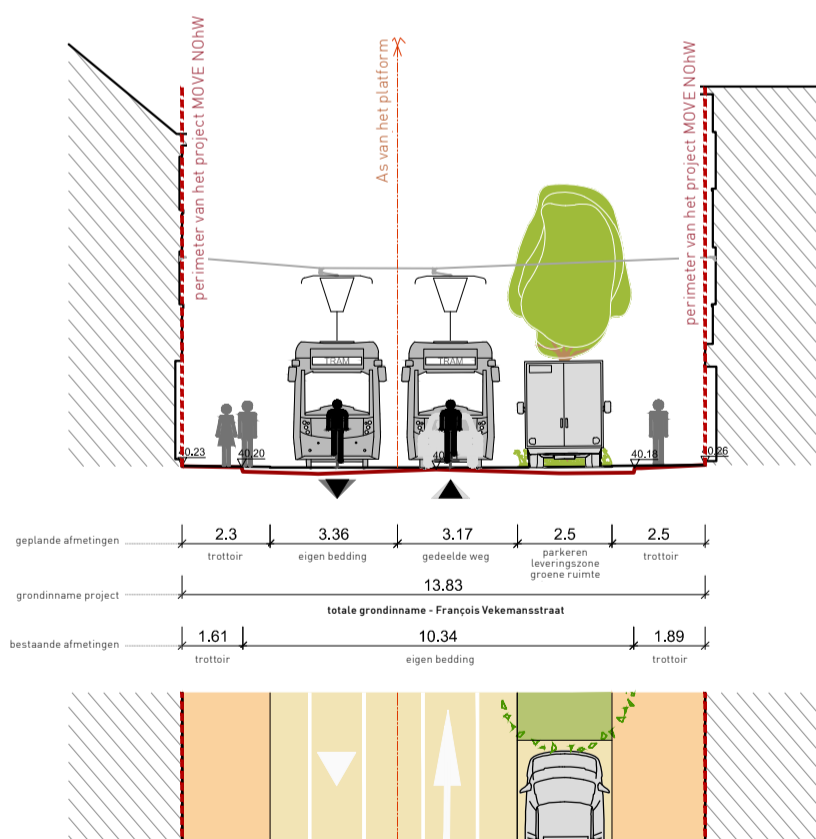 perimeter van het project MOVE NOhW
As van het platform
perimeter van het project MOVE NOhW
TRAM
TRAM
40.23
40.20
40.18
40.26
geplande afmetingen
2.3
3.36
3.17
2.5
2.5
trottoir
eigen bedding
gedeelde weg
parkeren
leveringszone
groene ruimte
trottoir
grondinname project
13.83
totale grondinname - François Vekemansstraat
bestaande afmetingen
1.61
10.34
1.89
trottoir
eigen bedding
trottoir